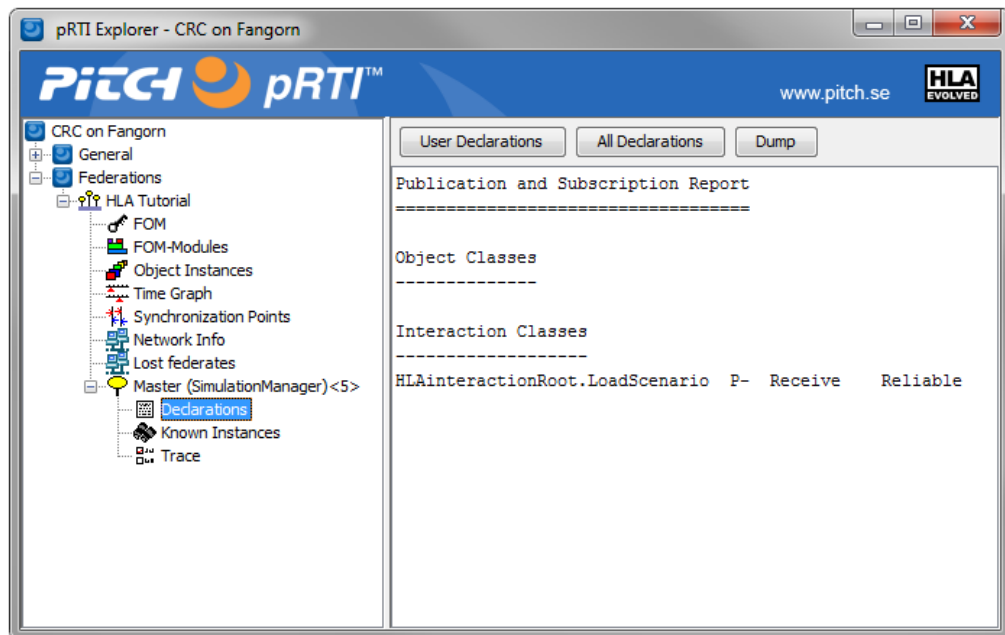 pRTI Explorer - CRC on Fangorn
PITCH pRTI™
www.pitch.se
HLA
EVOLVED
CRC on Fangorn
General
Federations
HLA Tutorial
FOM
FOM-Modules
Object Instances
Time Graph
Synchronization Points
Network Info
Lost federates
Master (SimulationManager)<5>
Declarations
Known Instances
Trace
User Declarations All Declarations Dump
Publication and Subscription Report
===================================
Object Classes
--------------
Interaction Classes
-------------------
HLAinteractionRoot.LoadScenario P- Receive Reliable